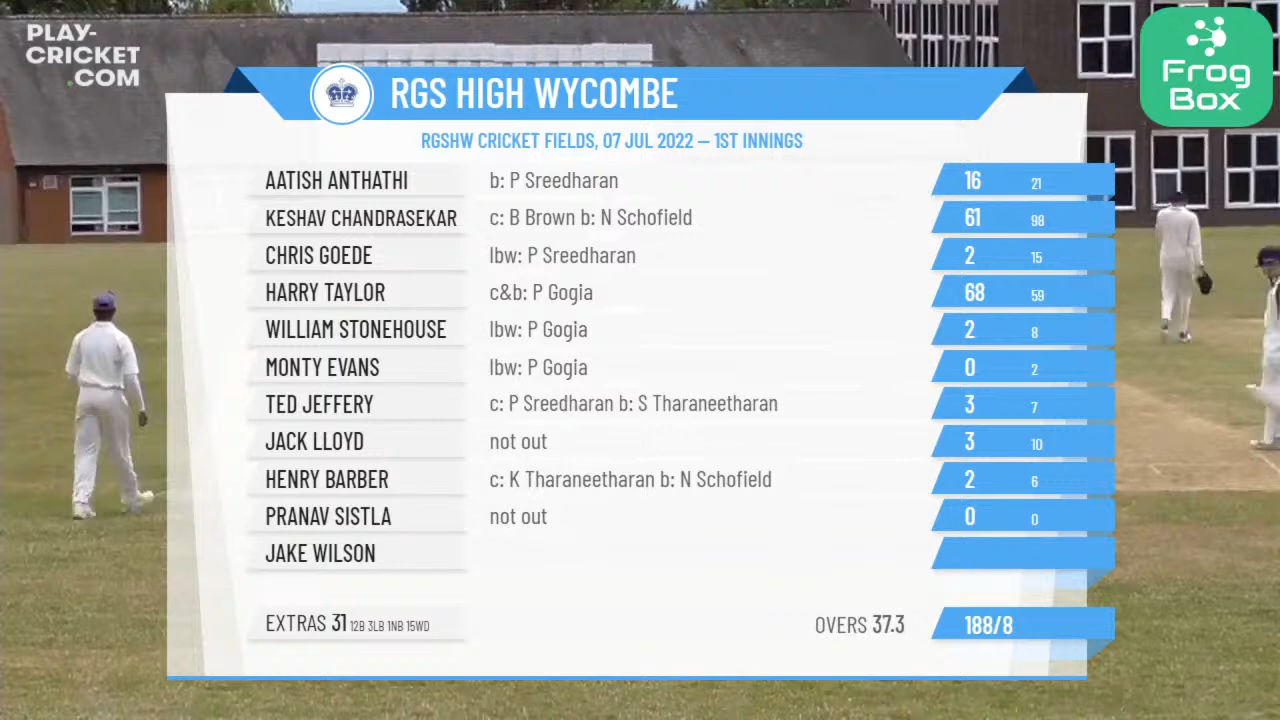 PLAY-
CRICKET
.COM
Frog
Box
RGS HIGH WYCOMBE
RGSHW CRICKET FIELDS, 07 JUL 2022 – 1ST INNINGS
AATISH ANTHATHI b: P Sreedharan 16 21
KESHAV CHANDRASEKAR c: B Brown b: N Schofield 61 98
CHRIS GOEDE lbw: P Sreedharan 2 15
HARRY TAYLOR c&b: P Gogia 68 59
WILLIAM STONEHOUSE lbw: P Gogia 2 8
MONTY EVANS lbw: P Gogia 0 2
TED JEFFERY c: P Sreedharan b: S Tharaneetharan 3 7
JACK LLOYD not out 3 10
HENRY BARBER c: K Tharaneetharan b: N Schofield 2 6
PRANAV SISTLA not out 0 0
JAKE WILSON
EXTRAS 31 12B 3LB 1NB 15WD OVERS 37.3 188/8